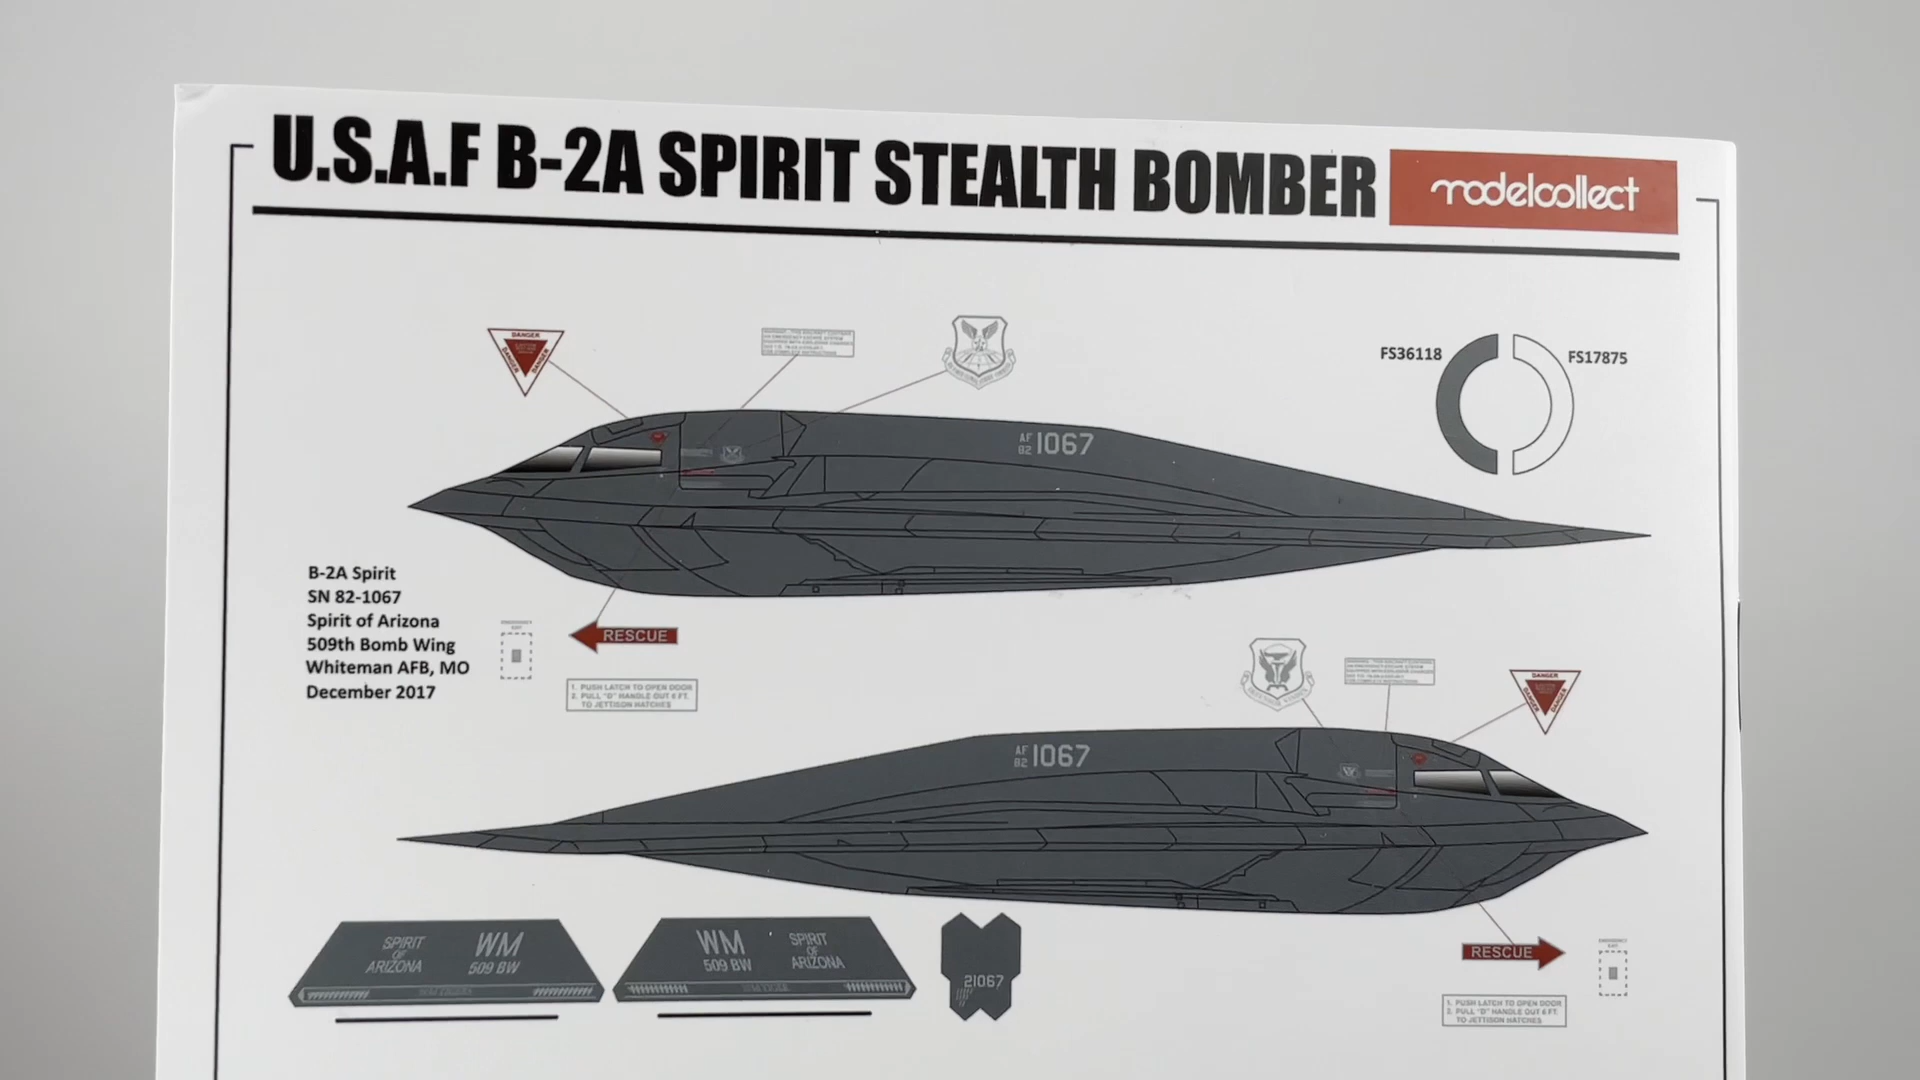 U.S.A.F B-2A SPIRIT STEALTH BOMBER
modelcollect
DANGER
DANGER
DANGER
FS36118
FS17875
AF
82
1067
B-2A Spirit
SN 82-1067
Spirit of Arizona
509th Bomb Wing
Whiteman AFB, MO
December 2017
RESCUE
1. PUSH LATCH TO OPEN DOOR
2. PULL "D" HANDLE OUT 6 FT.
TO JETTISON HATCHES
DANGER
DANGER
DANGER
AF
82
1067
SPIRIT
OF
ARIZONA
WM
509 BW
WM
509 BW
SPIRIT
OF
ARIZONA
21067
RESCUE
1. PUSH LATCH TO OPEN DOOR
2. PULL "D" HANDLE OUT 6 FT.
TO JETTISON HATCHES